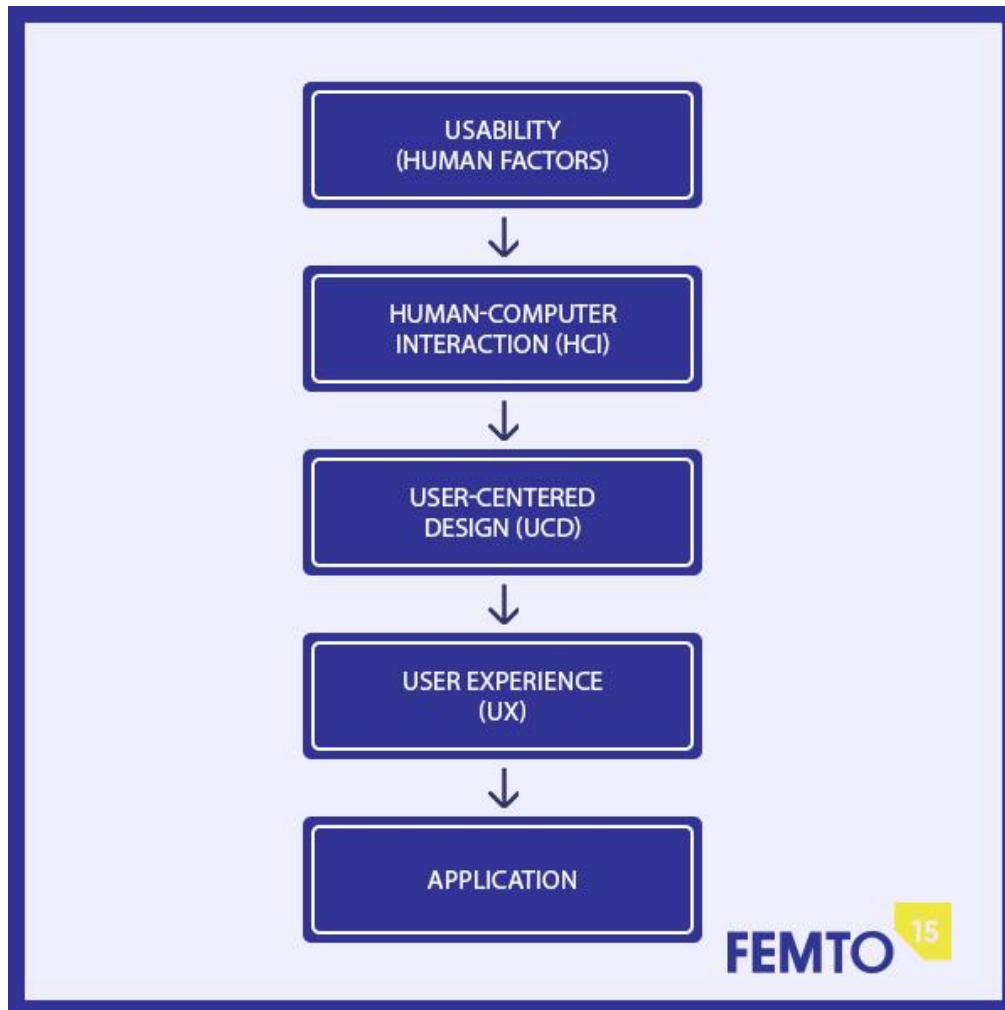 USABILITY
(HUMAN FACTORS)
HUMAN-COMPUTER
INTERACTION (HCI)
USER-CENTERED
DESIGN (UCD)
USER EXPERIENCE
(UX)
APPLICATION
FEMTO 15